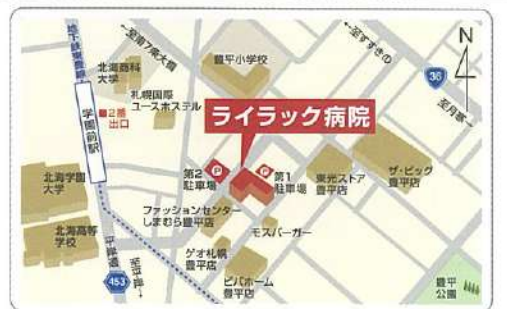 地下鉄東豊線
←至南7条大橋
←至すすきの
N
36
至月寒→
北海商科
大学
豊平小学校
札幌国際
ユースホステル
■2番
出口
学園前駅
ライラック病院
北海学園
大学
第2
駐車場
P
P
第1
駐車場
東光ストア
豊平店
ザ・ビッグ
豊平店
ファッションセンター
しまむら豊平店
モスバーガー
北海高等
学校
ゲオ札幌
豊平店
ビバホーム
豊平店
453
豊平
公園